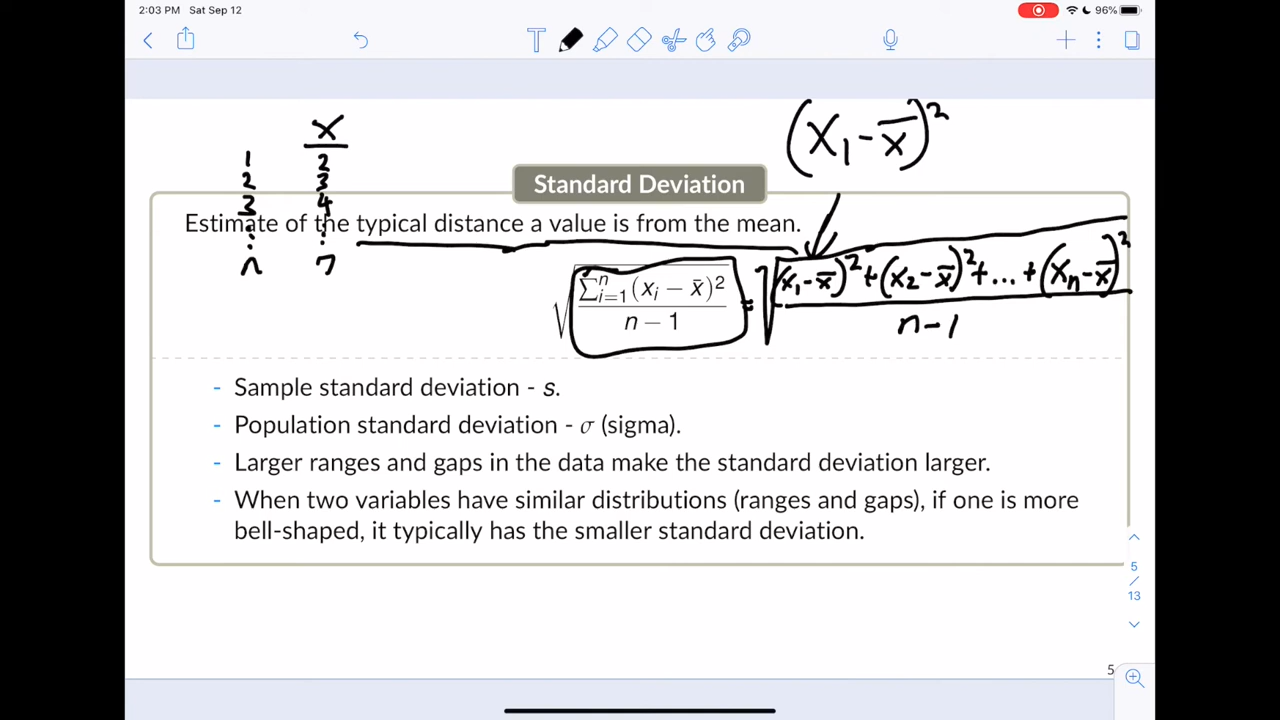 2:03 PM Sat Sep 12
96%
T
(x₁ - x̄)²
x
1 2
2 3
3 4
⋮ ⋮
n 7
Standard Deviation
Estimate of the typical distance a value is from the mean.
√(∑ⁿᵢ₌₁(xᵢ − x̄)² / n − 1) = √((x₁-x̄)²+(x₂-x̄)²+...+(xₙ-x̄)² / n-1)
- Sample standard deviation - s.
- Population standard deviation - σ (sigma).
- Larger ranges and gaps in the data make the standard deviation larger.
- When two variables have similar distributions (ranges and gaps), if one is more
bell-shaped, it typically has the smaller standard deviation.
5
/
13
5